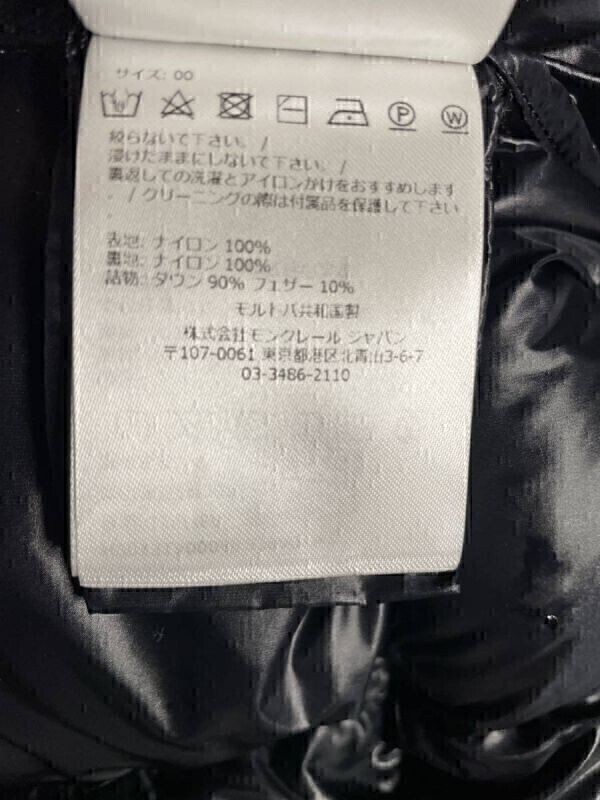 サイズ: 00
絞らないで下さい。 /
浸けたままにしないで下さい。 /
裏返しての洗濯とアイロンかけをおすすめします
. / クリーニングの際は付属品を保護して下さい
.
表地: ナイロン 100%
裏地: ナイロン 100%
詰物: ダウン 90% フェザー 10%
モルドバ共和国製
株式会社モンクレール ジャパン
〒107-0061 東京都港区北青山3-6-7
03-3486-2110